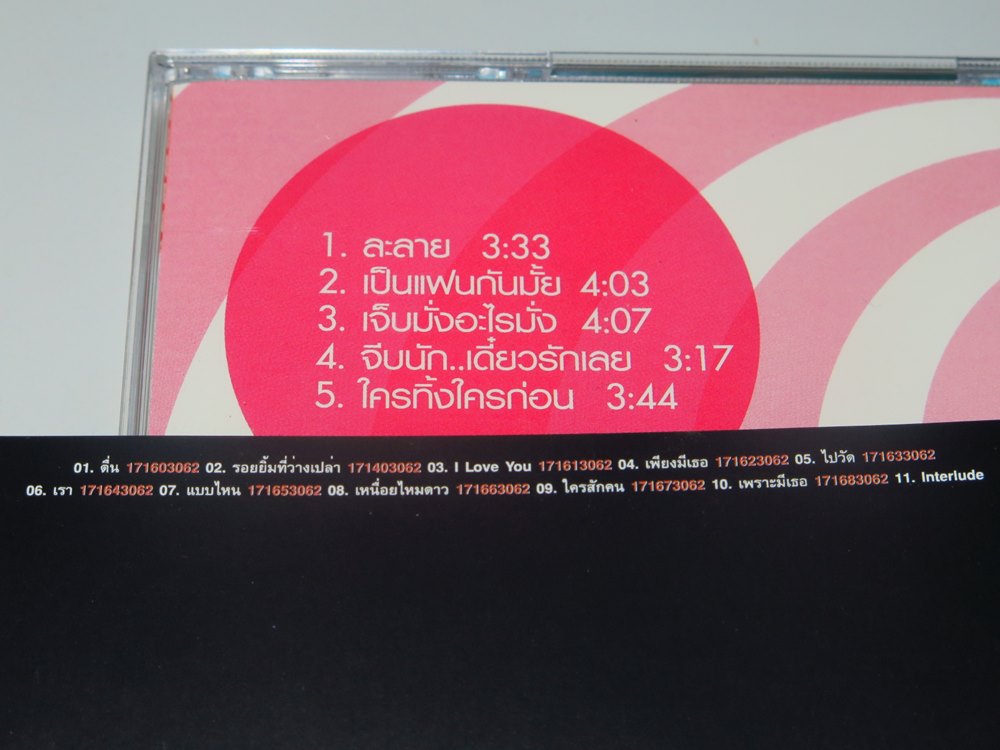 1. ละลาย 3:33
2. เป็นแฟนกันมั้ย 4:03
3. เจ็บมั่งอะไรมั่ง 4:07
4. จีบนัก..เดี๋ยวรักเลย 3:17
5. ใครทิ้งใครก่อน 3:44
01. ตื่น 171603062 02. รอยยิ้มที่ว่างเปล่า 171403062 03. I Love You 171613062 04. เพียงมีเธอ 171623062 05. ไปวัด 171633062
06. เรา 171643062 07. แบบไหน 171653062 08. เหนื่อยไหมดาว 171663062 09. ใครสักคน 171673062 10. เพราะมีเธอ 171683062 11. Interlude